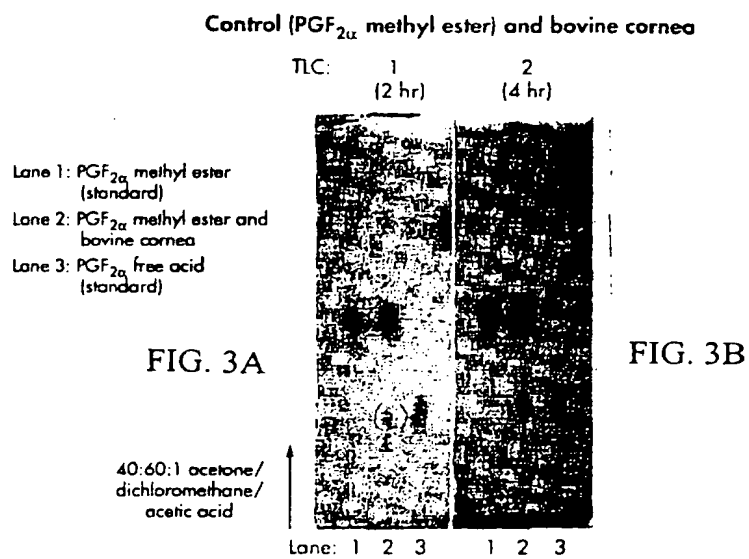 Control (PGF2α methyl ester) and bovine cornea
TLC: 1 2
(2 hr) (4 hr)
Lane 1: PGF2α methyl ester
(standard)
Lane 2: PGF2α methyl ester and
bovine cornea
Lane 3: PGF2α free acid
(standard)
FIG. 3A
FIG. 3B
40:60:1 acetone/
dichloromethane/
acetic acid
Lane: 1 2 3 1 2 3